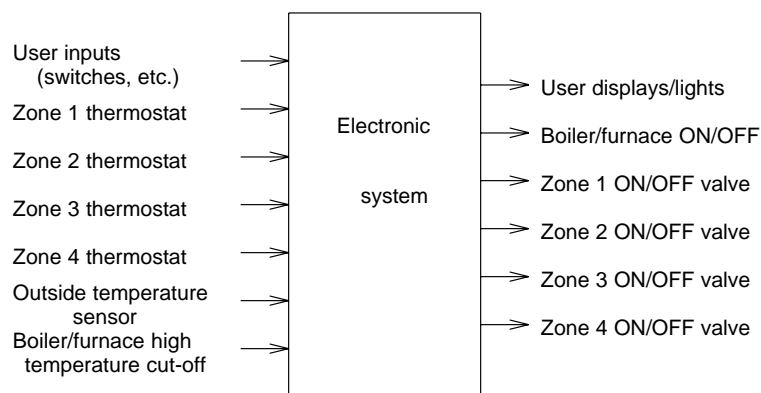 User inputs
(switches, etc.)
Zone 1 thermostat
Zone 2 thermostat
Zone 3 thermostat
Zone 4 thermostat
Outside temperature
sensor
Boiler/furnace high
temperature cut-off
Electronic
system
User displays/lights
Boiler/furnace ON/OFF
Zone 1 ON/OFF valve
Zone 2 ON/OFF valve
Zone 3 ON/OFF valve
Zone 4 ON/OFF valve